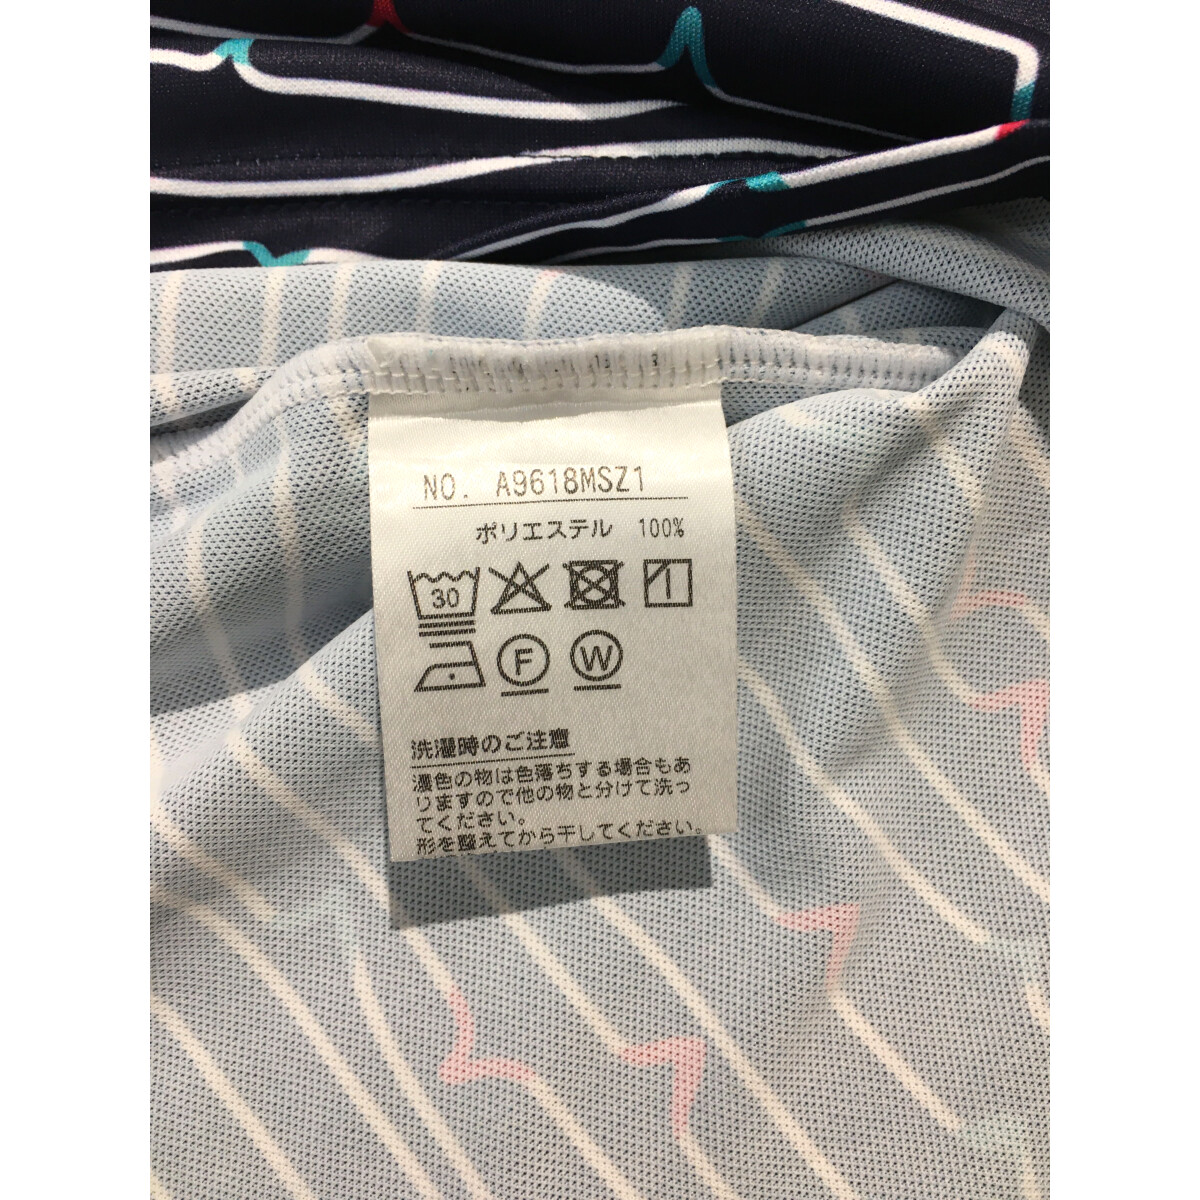 NO. A9618MSZ1
ポリエステル 100%
30
F W
洗濯時のご注意
濃色の物は色落ちする場合もあ
りますので他の物と分けて洗っ
てください。
形を整えてから干してください。